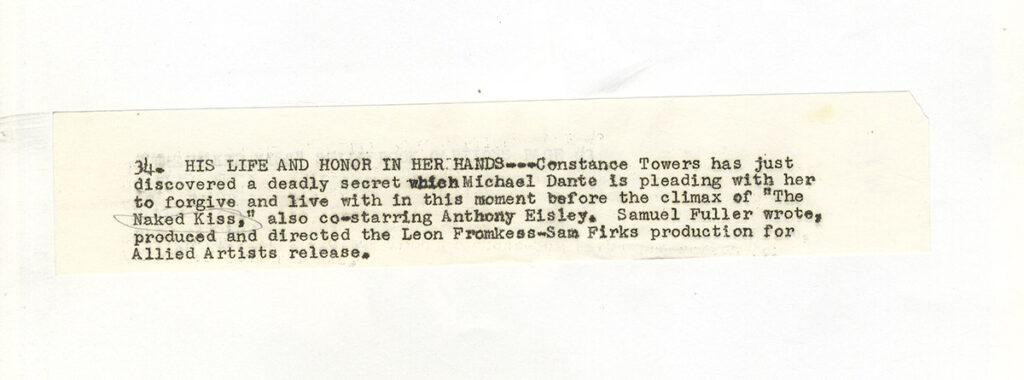 34. HIS LIFE AND HONOR IN HER HANDS---Constance Towers has just
discovered a deadly secret which Michael Dante is pleading with her
to forgive and live with in this moment before the climax of "The
Naked Kiss," also co-starring Anthony Eisley. Samuel Fuller wrote,
produced and directed the Leon Fromkess-Sam Firks production for
Allied Artists release.